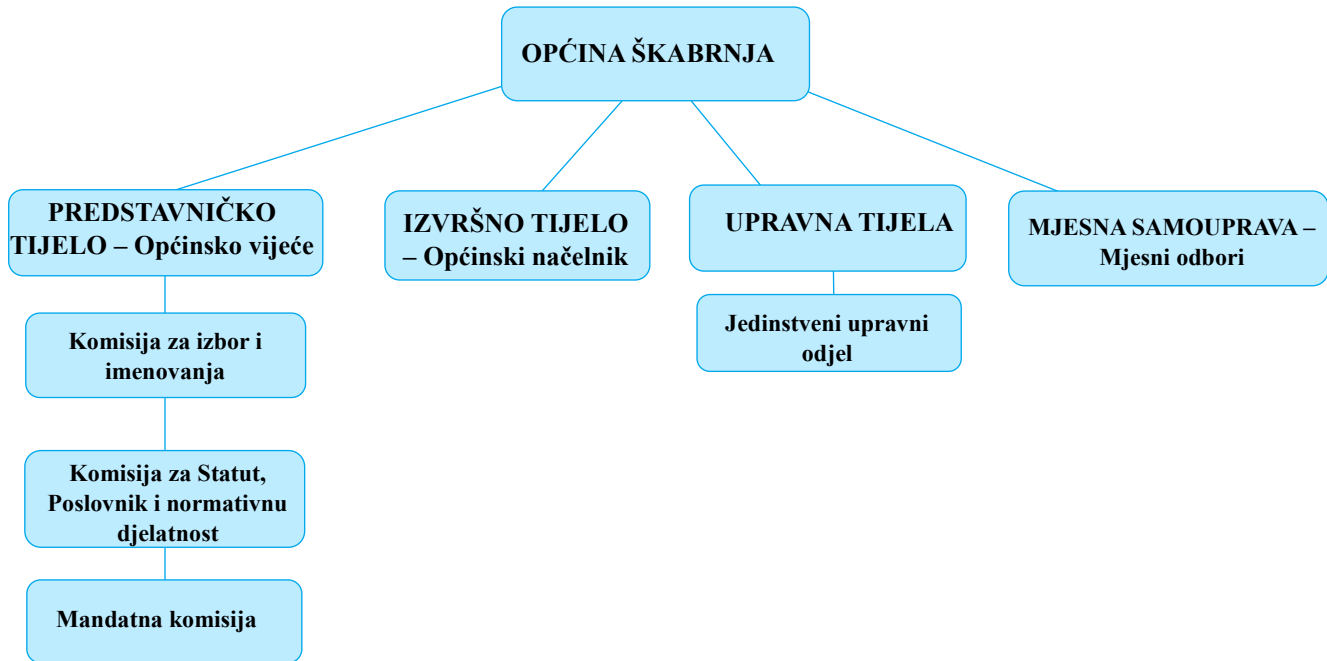 OPĆINA ŠKABRNJA
PREDSTAVNIČKO
TIJELO – Općinsko vijeće
IZVRŠNO TIJELO
– Općinski načelnik
UPRAVNA TIJELA
MJESNA SAMOUPRAVA –
Mjesni odbori
Komisija za izbor i
imenovanja
Jedinstveni upravni
odjel
Komisija za Statut,
Poslovnik i normativnu
djelatnost
Mandatna komisija